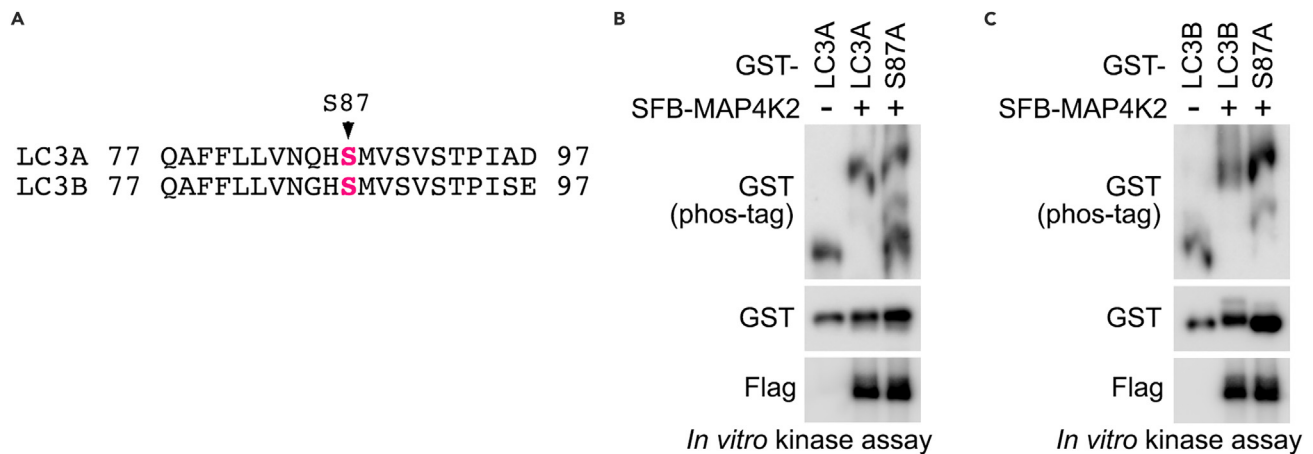 A
S87
LC3A 77 QAFFLLVNQHSMVSVSTPIAD 97
LC3B 77 QAFFLLVNGHSMVSVSTPISE 97
B
GST- LC3A LC3A S87A
SFB-MAP4K2 - + +
GST
(phos-tag)
GST
Flag
In vitro kinase assay
C
GST- LC3B LC3B S87A
SFB-MAP4K2 - + +
GST
(phos-tag)
GST
Flag
In vitro kinase assay